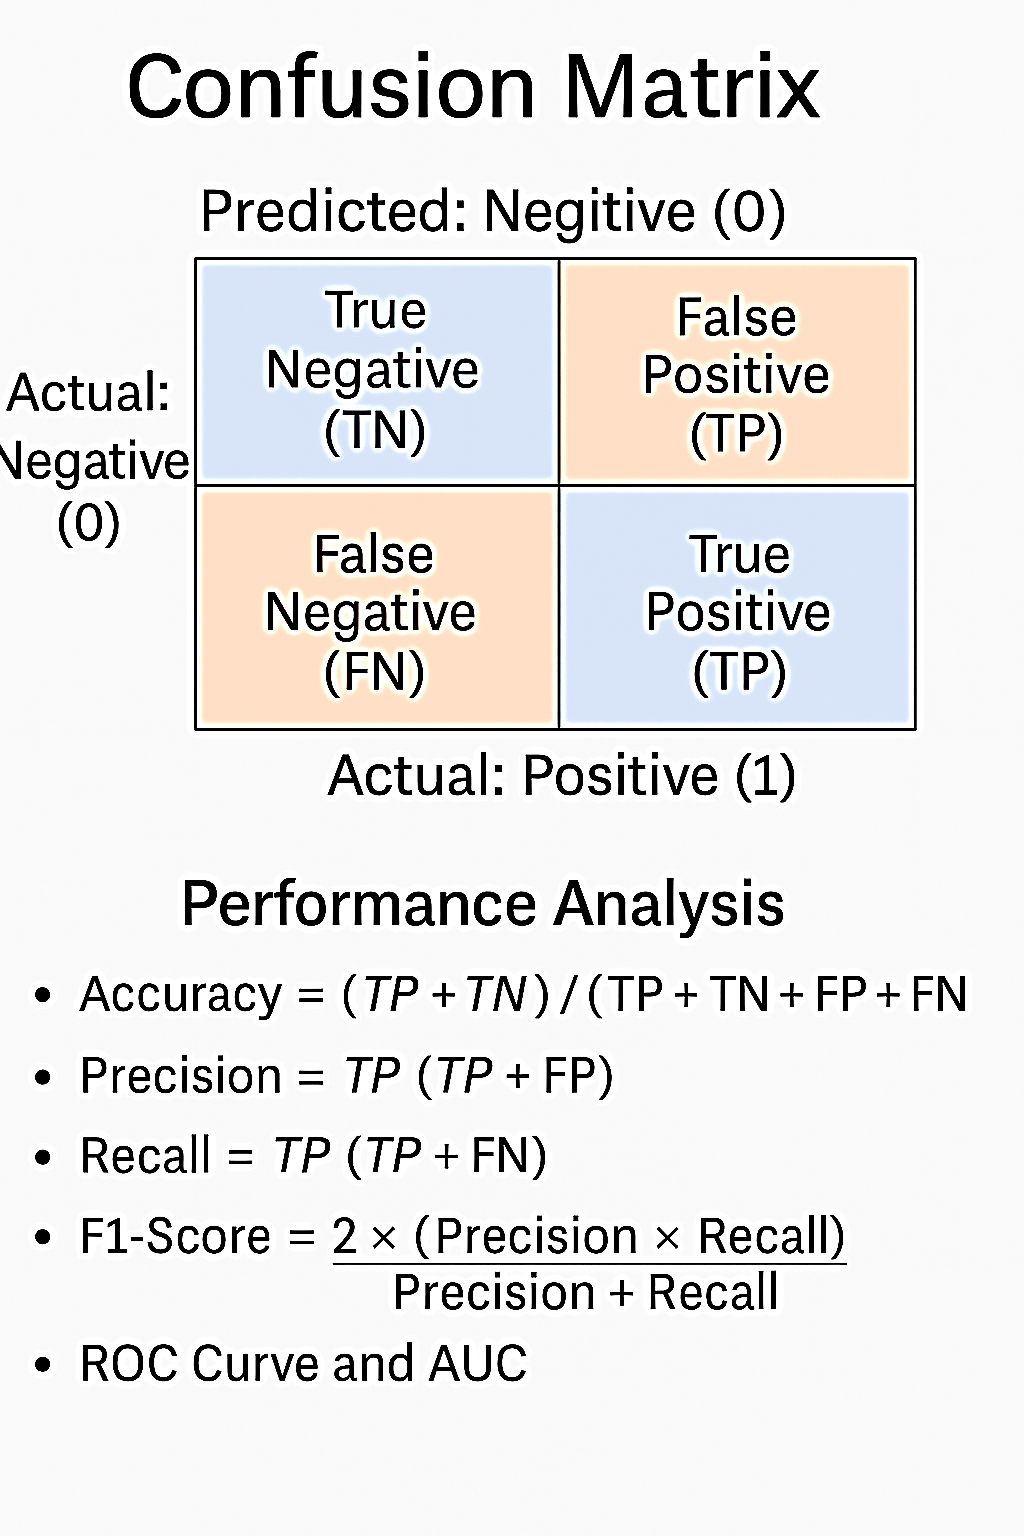 Confusion Matrix
Predicted: Negitive (0)
Actual:
Negative
(0)
True
Negative
(TN)
False
Positive
(TP)
False
Negative
(FN)
True
Positive
(TP)
Actual: Positive (1)
Performance Analysis
• Accuracy = (TP + TN) / (TP + TN + FP + FN
• Precision = TP (TP + FP)
• Recall = TP (TP + FN)
• F1-Score = 2 × (Precision × Recall)
Precision + Recall
• ROC Curve and AUC